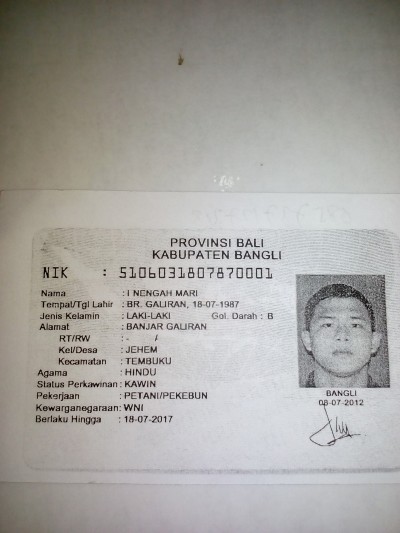 PROVINSI BALI
KABUPATEN BANGLI
NIK : 5106031807870001
Nama : I NENGAH MARI
Tempat/Tgl Lahir : BR. GALIRAN, 18-07-1987
Jenis Kelamin : LAKI-LAKI Gol. Darah : B
Alamat : BANJAR GALIRAN
RT/RW : - /
Kel/Desa : JEHEM
Kecamatan : TEMBUKU
Agama : HINDU
Status Perkawinan : KAWIN
Pekerjaan : PETANI/PEKEBUN
Kewarganegaraan: WNI
Berlaku Hingga : 18-07-2017
BANGLI
08-07-2012